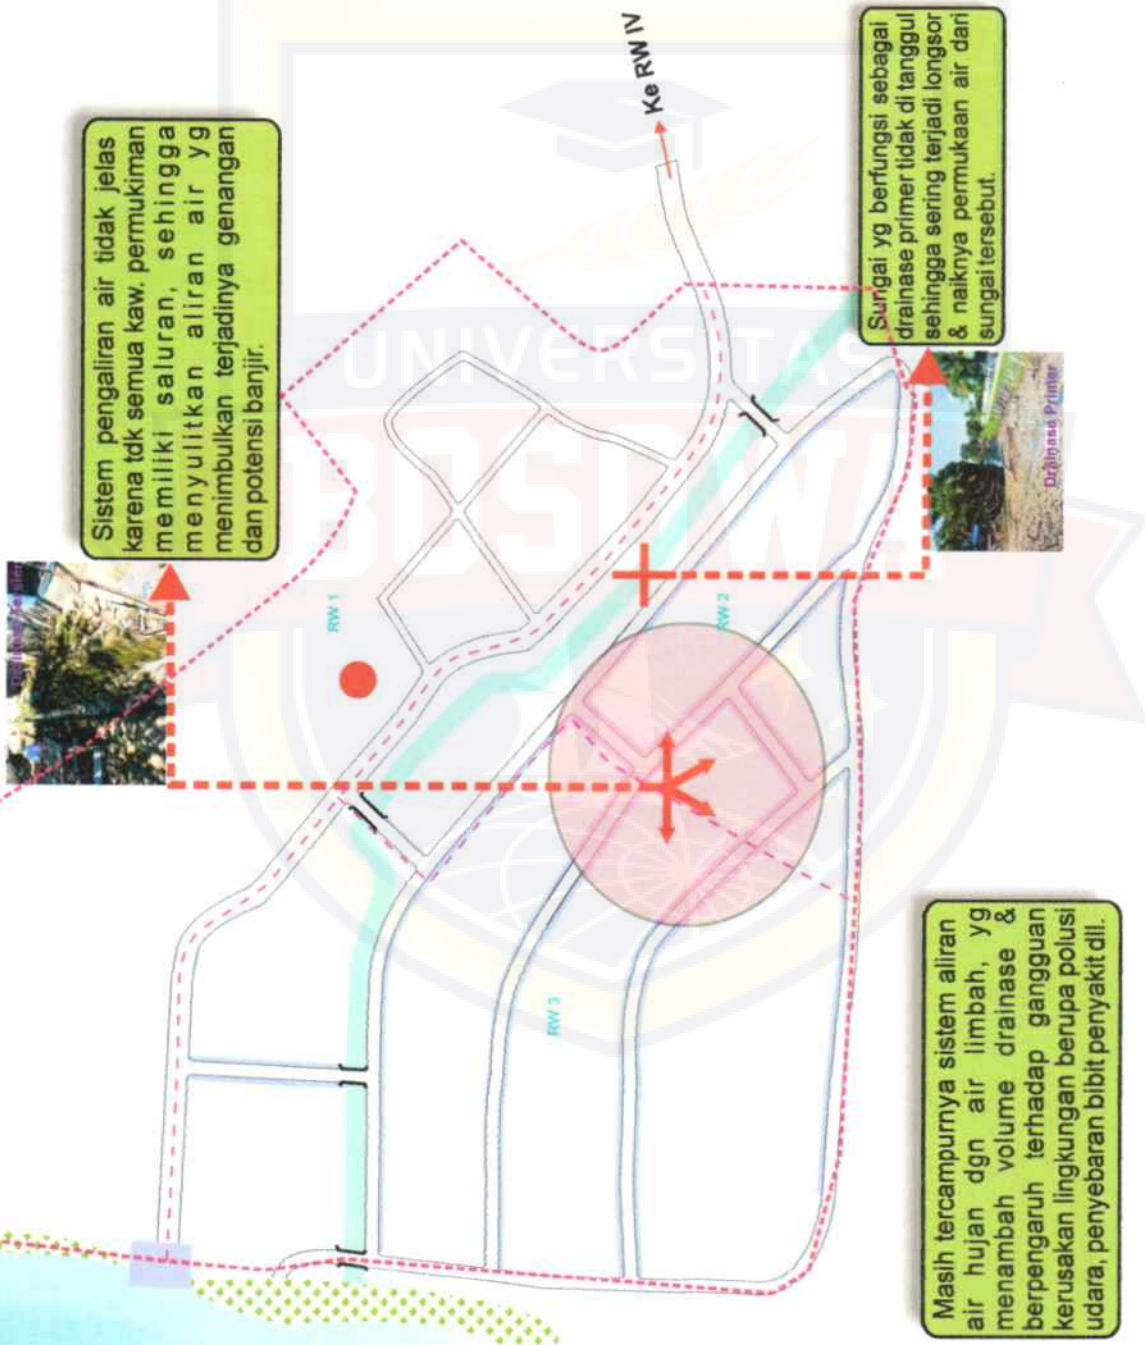 Sistem pengaliran air tidak jelas
karena tdk semua kaw. permukiman
memiliki saluran, sehingga
menyulitkan aliran air yg
menimbulkan terjadinya genangan
dan potensi banjir.
Ke RW IV
Sungai yg berfungsi sebagai
drainase primer tidak di tanggul
sehingga sering terjadi longsor
& naiknya permukaan air dari
sungai tersebut.
Drainase Primer
RW 1
RW 2
RW 3
UNIVERSITAS
BOSOWA
Masih tercampurnya sistem aliran
air hujan dgn air limbah, yg
menambah volume drainase &
berpengaruh terhadap gangguan
kerusakan lingkungan berupa polusi
udara, penyebaran bibit penyakit dll.